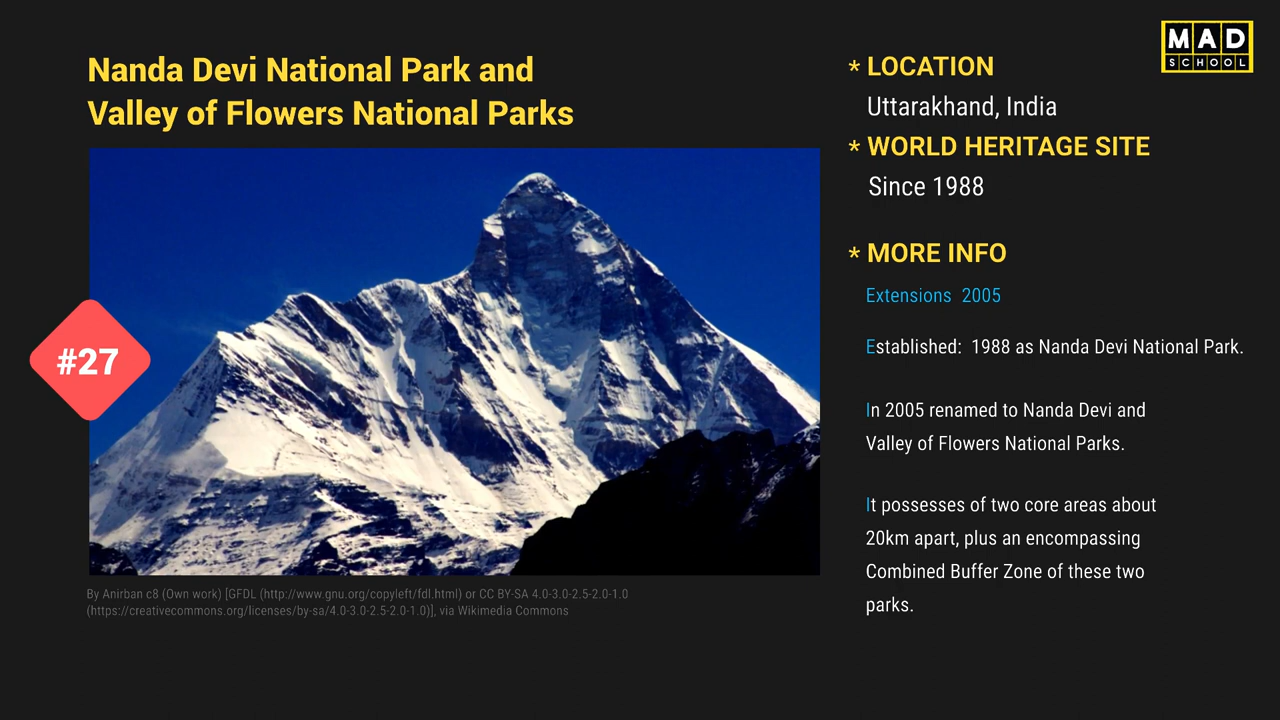 Nanda Devi National Park and
Valley of Flowers National Parks
#27
By Anirban c8 (Own work) [GFDL (http://www.gnu.org/copyleft/fdl.html) or CC BY-SA 4.0-3.0-2.5-2.0-1.0
(https://creativecommons.org/licenses/by-sa/4.0-3.0-2.5-2.0-1.0)], via Wikimedia Commons
MAD
SCHOOL
* LOCATION
Uttarakhand, India
* WORLD HERITAGE SITE
Since 1988
* MORE INFO
Extensions 2005
Established: 1988 as Nanda Devi National Park.
In 2005 renamed to Nanda Devi and
Valley of Flowers National Parks.
It possesses of two core areas about
20km apart, plus an encompassing
Combined Buffer Zone of these two
parks.